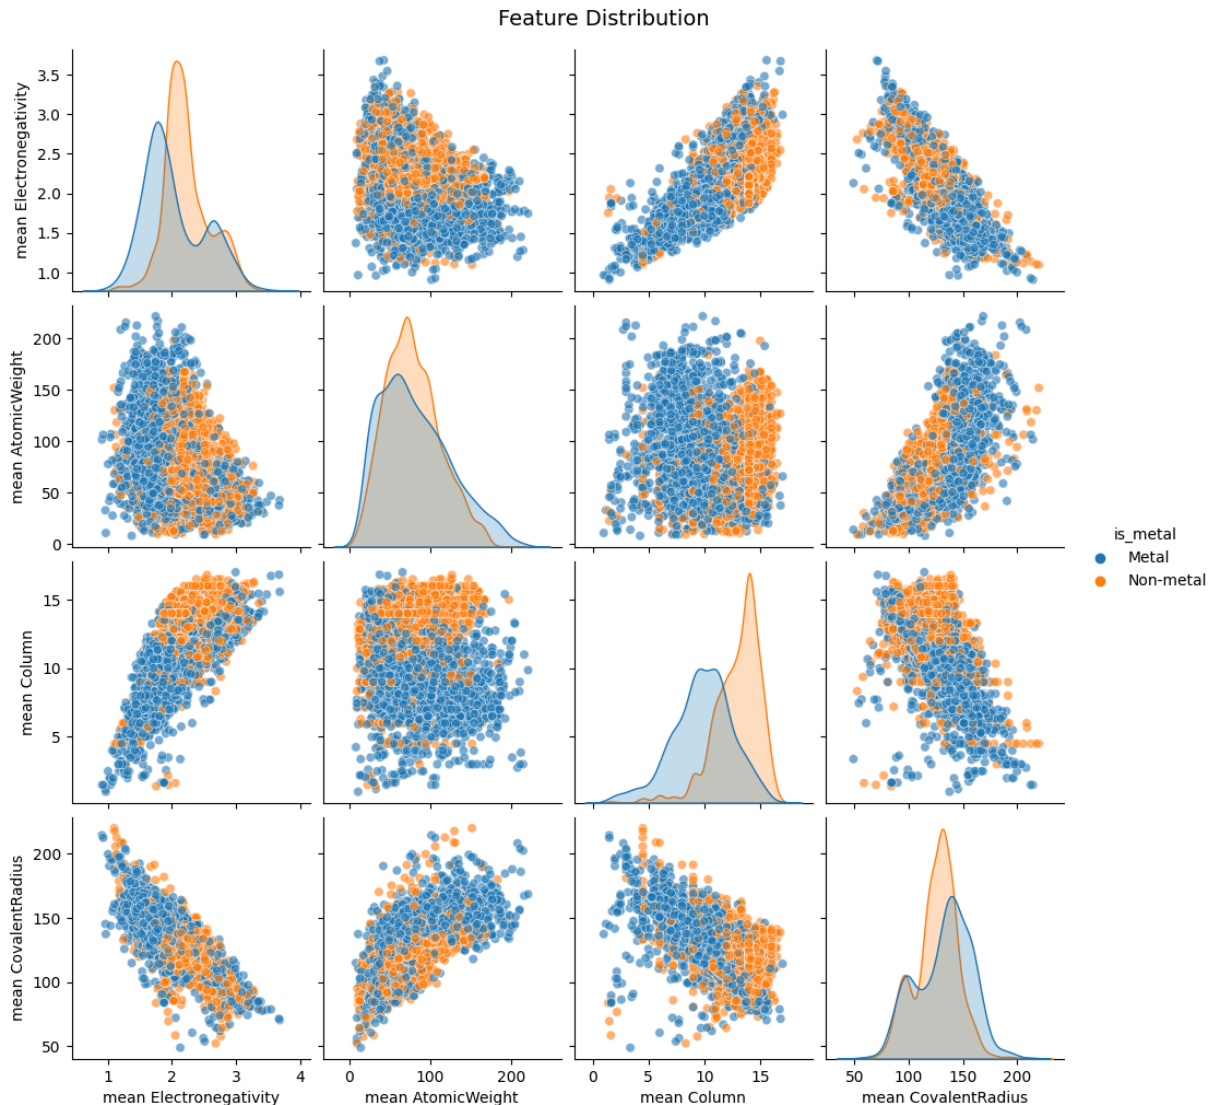 Feature Distribution
mean Electronegativity
3.5
3.0
2.5
2.0
1.5
1.0
mean AtomicWeight
200
150
100
50
0
is_metal
Metal
Non-metal
mean Column
15
10
5
mean CovalentRadius
200
150
100
50
1 2 3 4
0 100 200
0 5 10 15
50 100 150 200
mean Electronegativity
mean AtomicWeight
mean Column
mean CovalentRadius